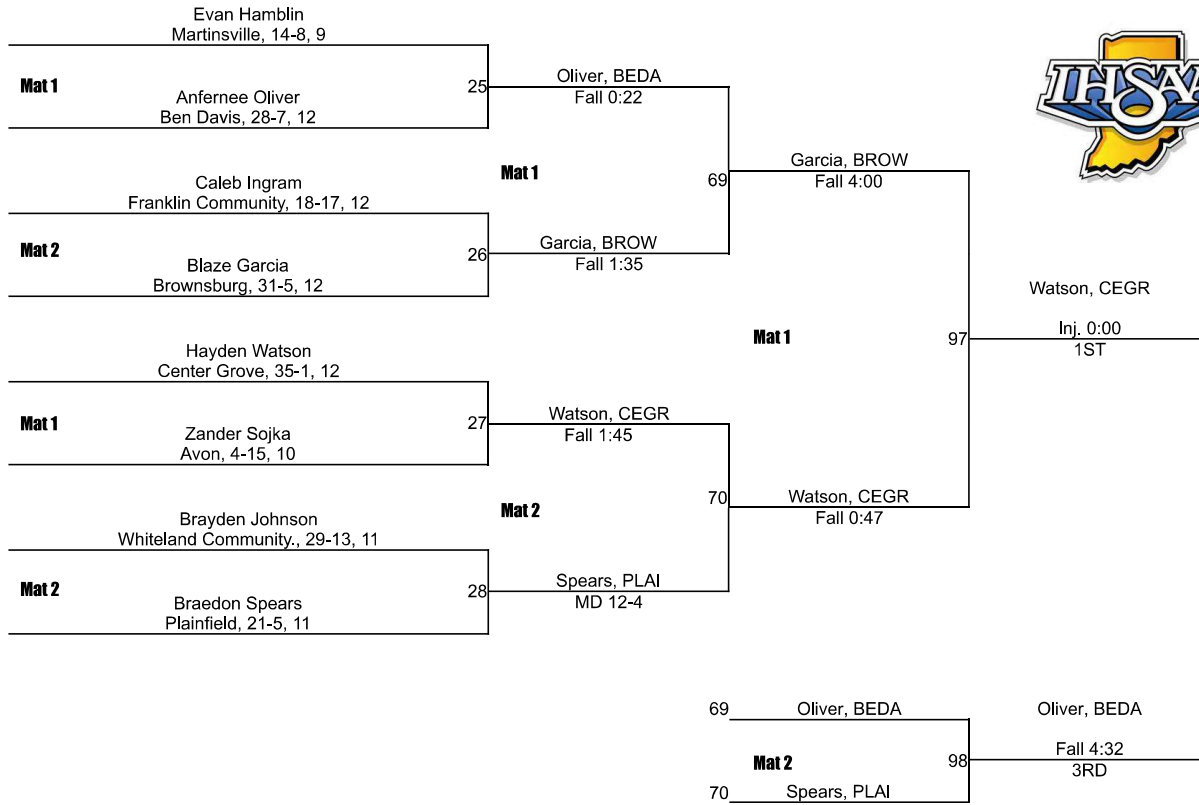 Evan Hamblin
Martinsville, 14-8, 9
Mat 1
Anfernee Oliver
Ben Davis, 28-7, 12
25
Oliver, BEDA
Fall 0:22
Caleb Ingram
Franklin Community, 18-17, 12
Mat 2
Blaze Garcia
Brownsburg, 31-5, 12
26
Garcia, BROW
Fall 1:35
Mat 1
69
Garcia, BROW
Fall 4:00
Hayden Watson
Center Grove, 35-1, 12
Mat 1
Zander Sojka
Avon, 4-15, 10
27
Watson, CEGR
Fall 1:45
Brayden Johnson
Whiteland Community., 29-13, 11
Mat 2
Braedon Spears
Plainfield, 21-5, 11
28
Spears, PLAI
MD 12-4
Mat 2
70
Watson, CEGR
Fall 0:47
Mat 1
97
Watson, CEGR
Inj. 0:00
1ST
IHSAA
69
Oliver, BEDA
Mat 2
70
Spears, PLAI
98
Oliver, BEDA
Fall 4:32
3RD